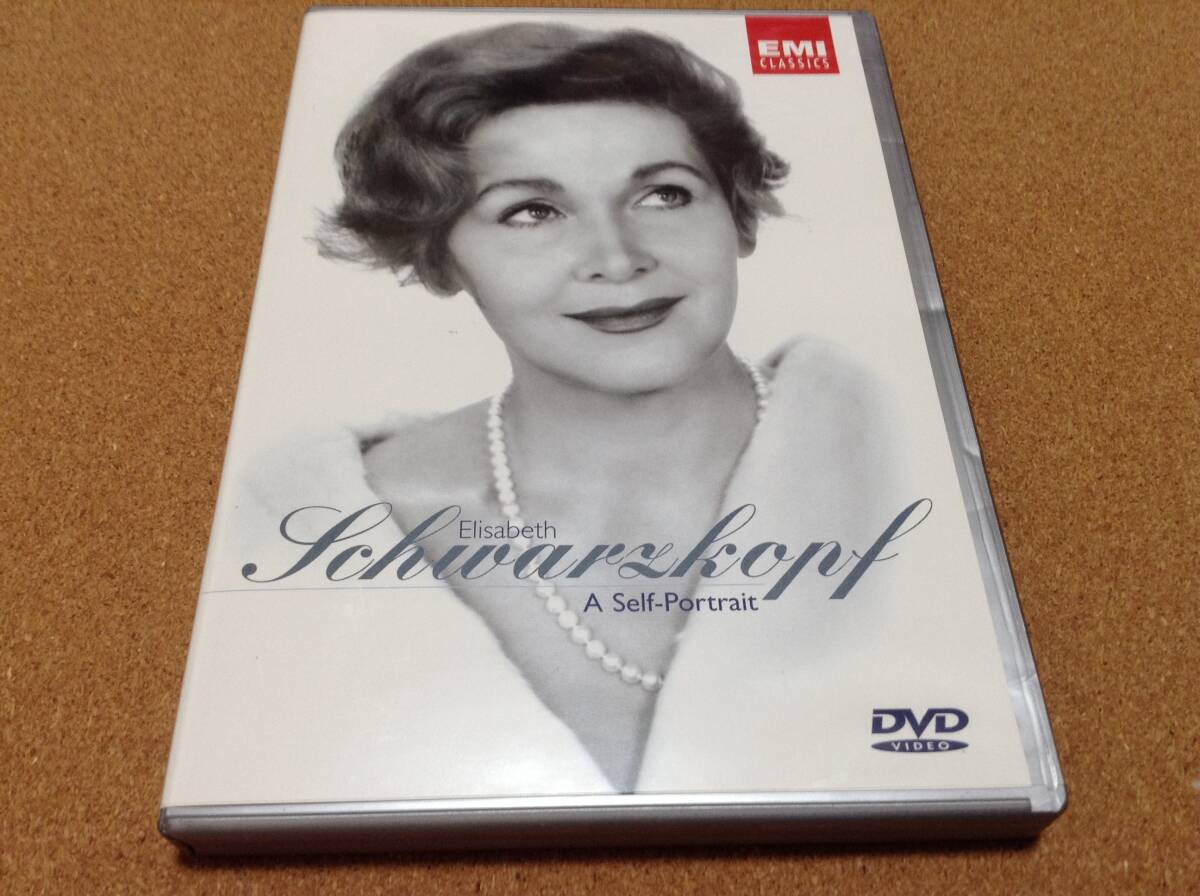 EMI
CLASSICS
Elisabeth
Schwarzkopf
A Self-Portrait
DVD
VIDEO